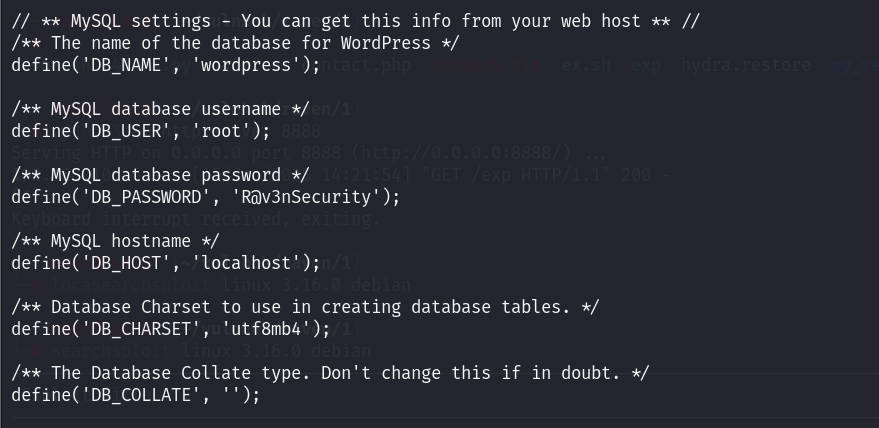 // ** MySQL settings - You can get this info from your web host ** //
/** The name of the database for WordPress */
define('DB_NAME', 'wordpress');
/** MySQL database username */
define('DB_USER', 'root');
/** MySQL database password */
define('DB_PASSWORD', 'R@v3nSecurity');
/** MySQL hostname */
define('DB_HOST', 'localhost');
/** Database Charset to use in creating database tables. */
define('DB_CHARSET', 'utf8mb4');
/** The Database Collate type. Don't change this if in doubt. */
define('DB_COLLATE', '');